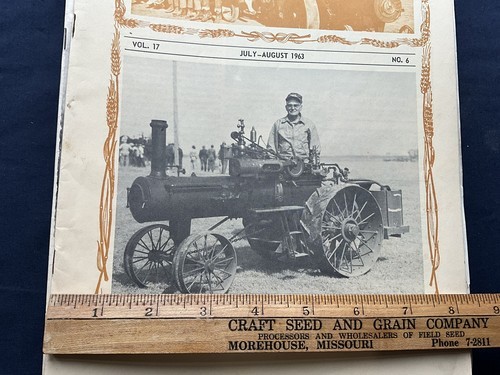 VOL. 17 JULY-AUGUST 1963 NO. 6
1 2 3 4 5 6 7 8 9
CRAFT SEED AND GRAIN COMPANY
PROCESSORS AND WHOLESALERS OF FIELD SEED
MOREHOUSE, MISSOURI Phone 7-2811